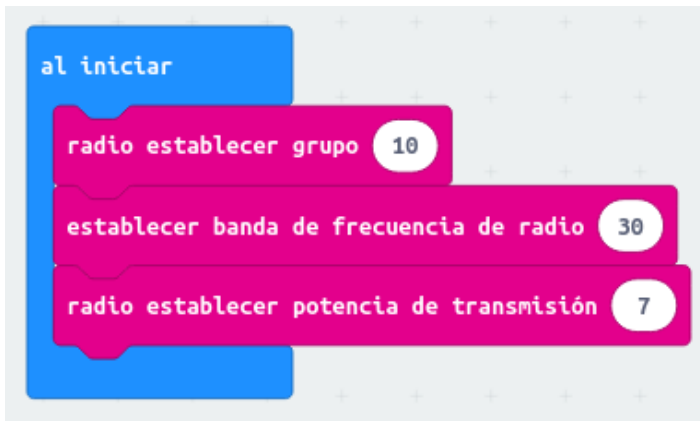 al iniciar
radio establecer grupo 10
establecer banda de frecuencia de radio 30
radio establecer potencia de transmisión 7